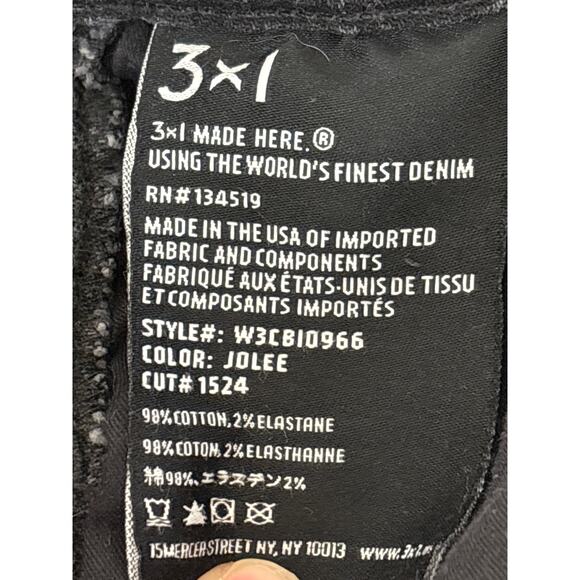 3×1
3×1 MADE HERE.®
USING THE WORLD'S FINEST DENIM
RN#134519
MADE IN THE USA OF IMPORTED
FABRIC AND COMPONENTS
FABRIQUÉ AUX ÉTATS-UNIS DE TISSU
ET COMPOSANTS IMPORTÉS
STYLE#: W3CB10966
COLOR: JOLEE
CUT#1524
98%COTTON, 2%ELASTANE
98%COTON, 2%ELASTHANNE
綿98%、エラステン2%
15MERCERSTREET NY, NY 10013 WWW.3x1.